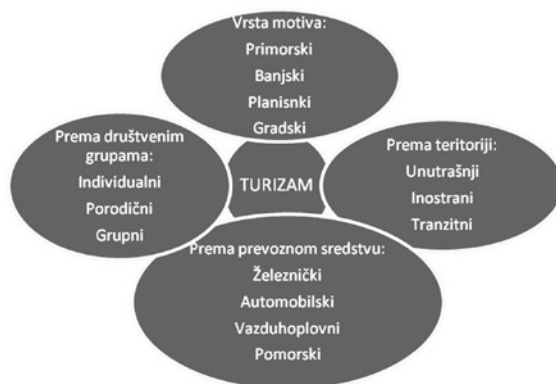 Vrsta motiva:
Primorski
Banjski
Planisnki
Gradski
Prema društvenim
grupama:
Individualni
Porodični
Grupni
TURIZAM
Prema teritoriji:
Unutrašnji
Inostrani
Tranzitni
Prema prevoznom sredstvu:
Železnički
Automobilski
Vazduhoplovni
Pomorski